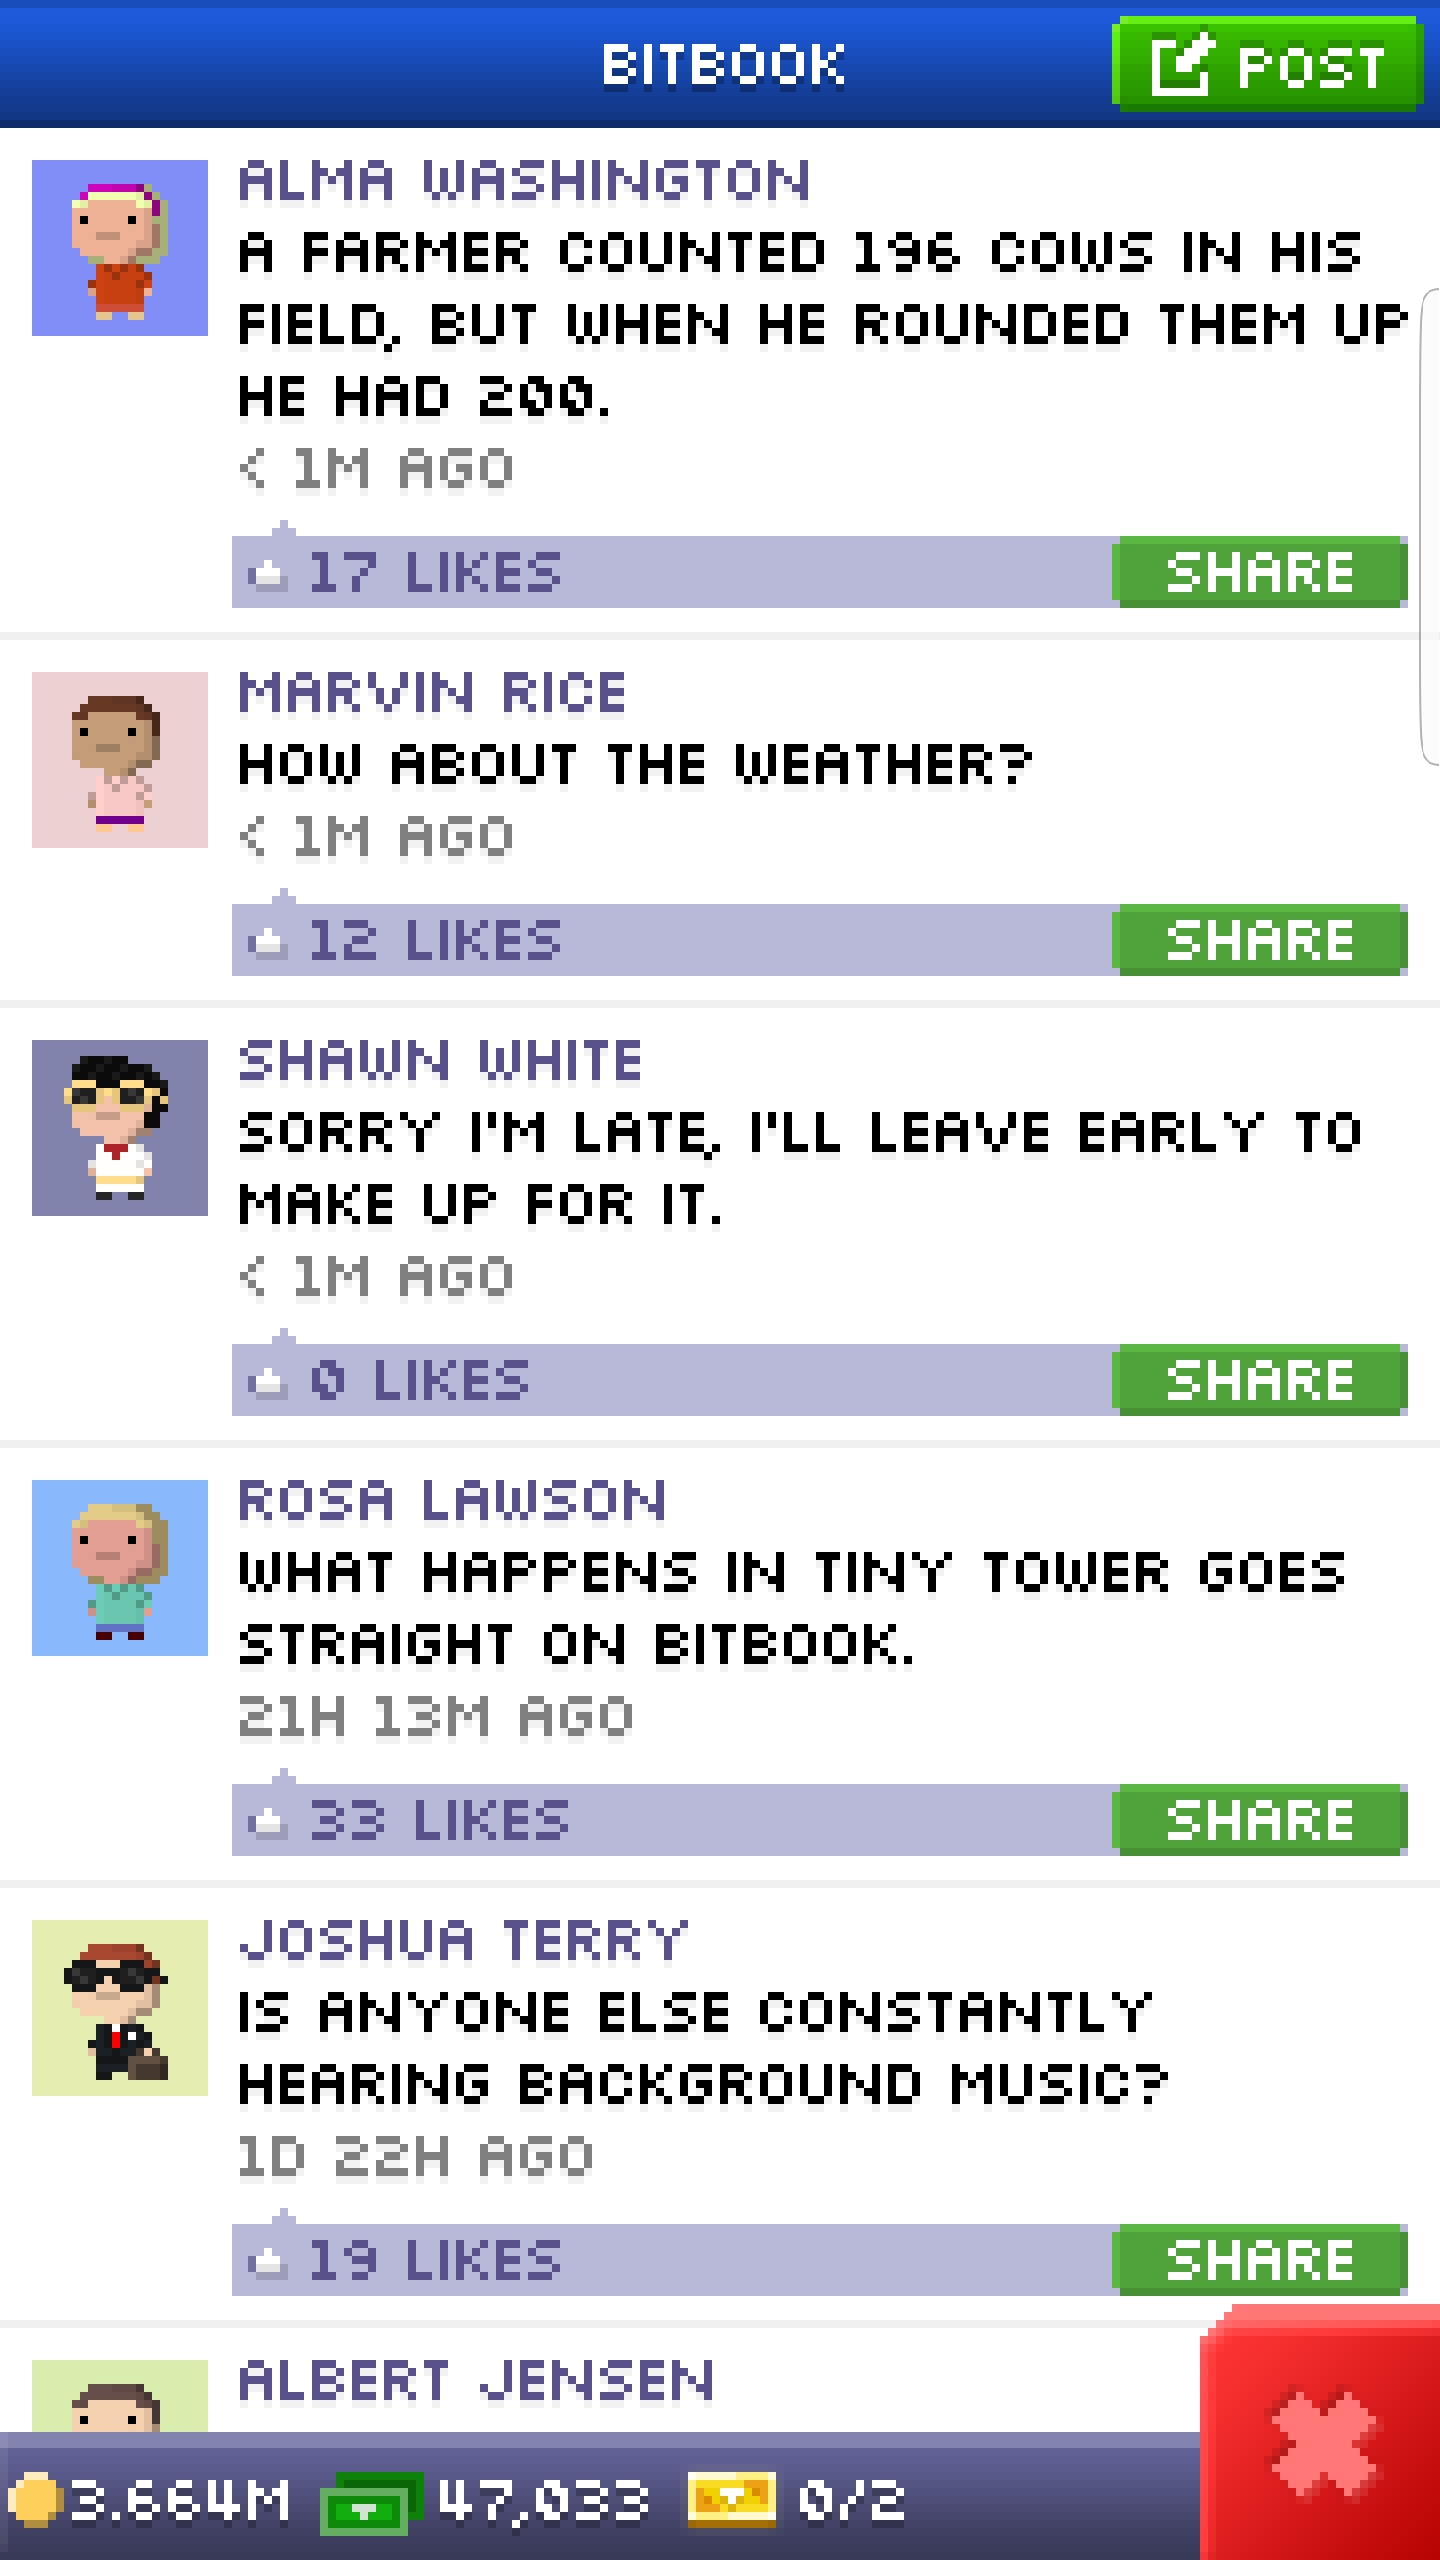 BITBOOK
POST
ALMA WASHINGTON
A FARMER COUNTED 196 COWS IN HIS
FIELD, BUT WHEN HE ROUNDED THEM UP
HE HAD 200.
< 1M AGO
17 LIKES
SHARE
MARVIN RICE
HOW ABOUT THE WEATHER?
< 1M AGO
12 LIKES
SHARE
SHAWN WHITE
SORRY I'M LATE, I'LL LEAVE EARLY TO
MAKE UP FOR IT.
< 1M AGO
0 LIKES
SHARE
ROSA LAWSON
WHAT HAPPENS IN TINY TOWER GOES
STRAIGHT ON BITBOOK.
21H 13M AGO
33 LIKES
SHARE
JOSHUA TERRY
IS ANYONE ELSE CONSTANTLY
HEARING BACKGROUND MUSIC?
1D 22H AGO
19 LIKES
SHARE
ALBERT JENSEN
3.664M 47,033 0/2